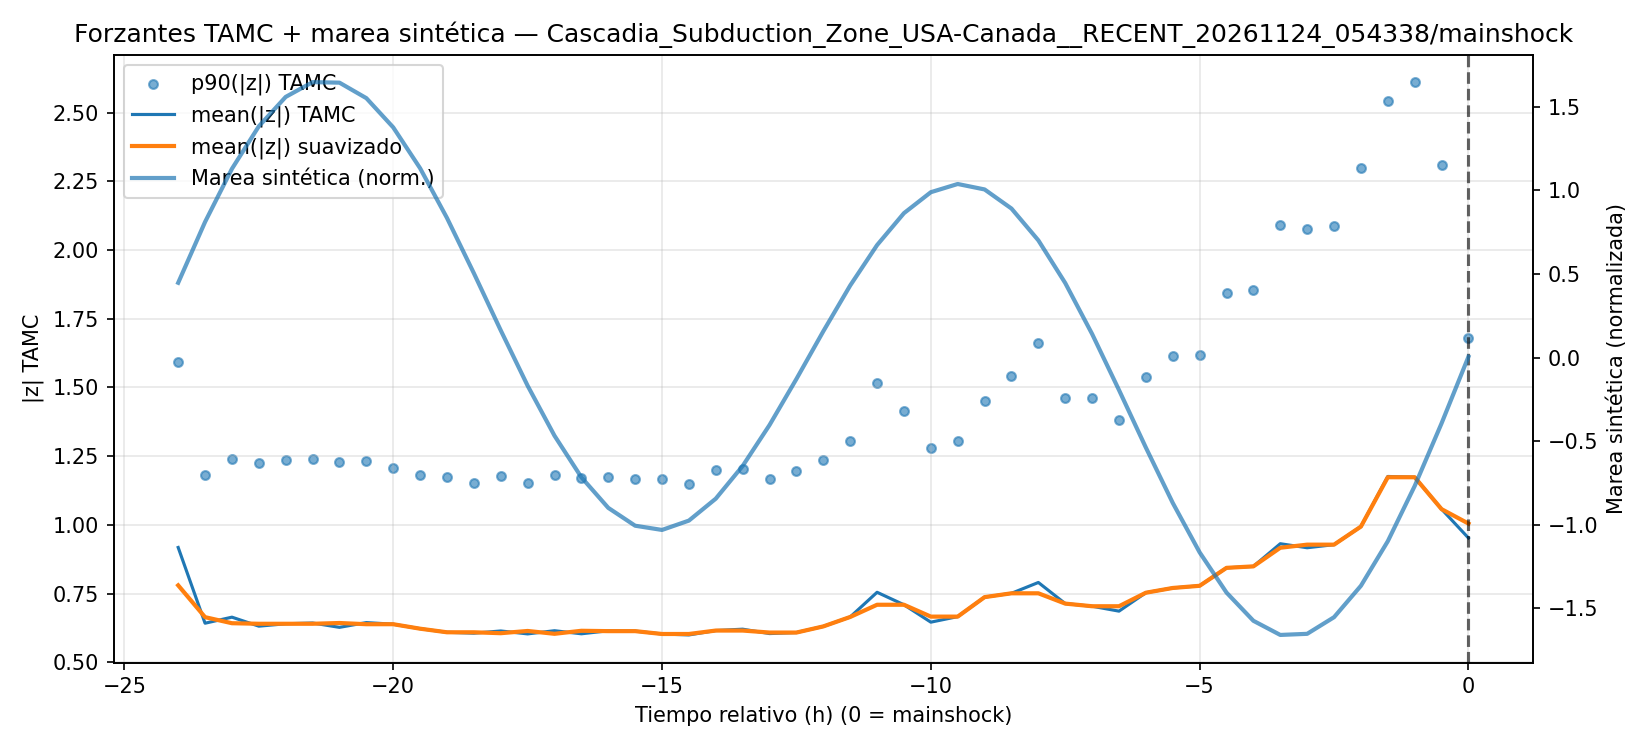 Forzantes TAMC + marea sintética — Cascadia_Subduction_Zone_USA-Canada__RECENT_20261124_054338/mainshock
p90(|z|) TAMC
mean(|z|) TAMC
mean(|z|) suavizado
Marea sintética (norm.)
|z| TAMC
2.50
2.25
2.00
1.75
1.50
1.25
1.00
0.75
0.50
1.5
1.0
0.5
0.0
−0.5
−1.0
−1.5
Marea sintética (normalizada)
−25
−20
−15
−10
−5
0
Tiempo relativo (h) (0 = mainshock)